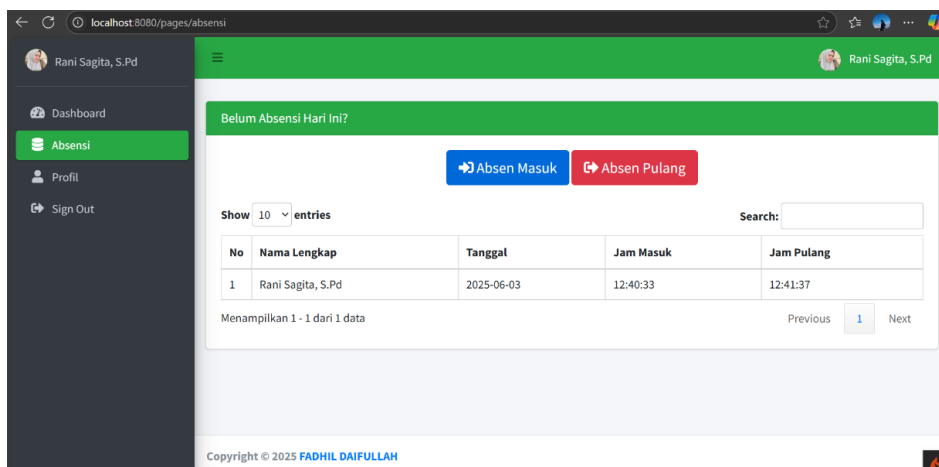 localhost:8080/pages/absensi
Rani Sagita, S.Pd
Rani Sagita, S.Pd
Dashboard
Absensi
Profil
Sign Out
Belum Absensi Hari Ini?
Absen Masuk Absen Pulang
Show 10 entries Search:
No Nama Lengkap Tanggal Jam Masuk Jam Pulang
1 Rani Sagita, S.Pd 2025-06-03 12:40:33 12:41:37
Menampilkan 1 - 1 dari 1 data Previous 1 Next
Copyright © 2025 FADHIL DAIFULLAH